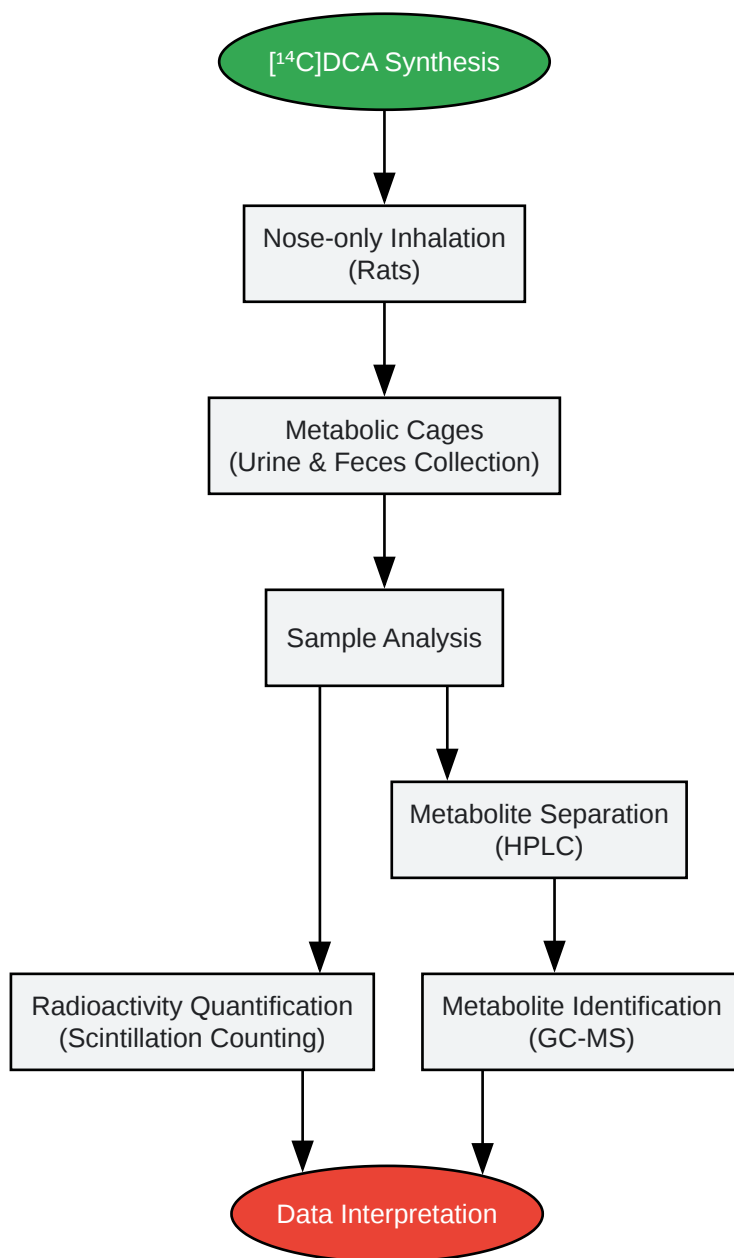 [¹⁴C]DCA Synthesis
Nose-only Inhalation
(Rats)
Metabolic Cages
(Urine & Feces Collection)
Sample Analysis
Metabolite Separation
(HPLC)
Radioactivity Quantification
(Scintillation Counting)
Metabolite Identification
(GC-MS)
Data Interpretation